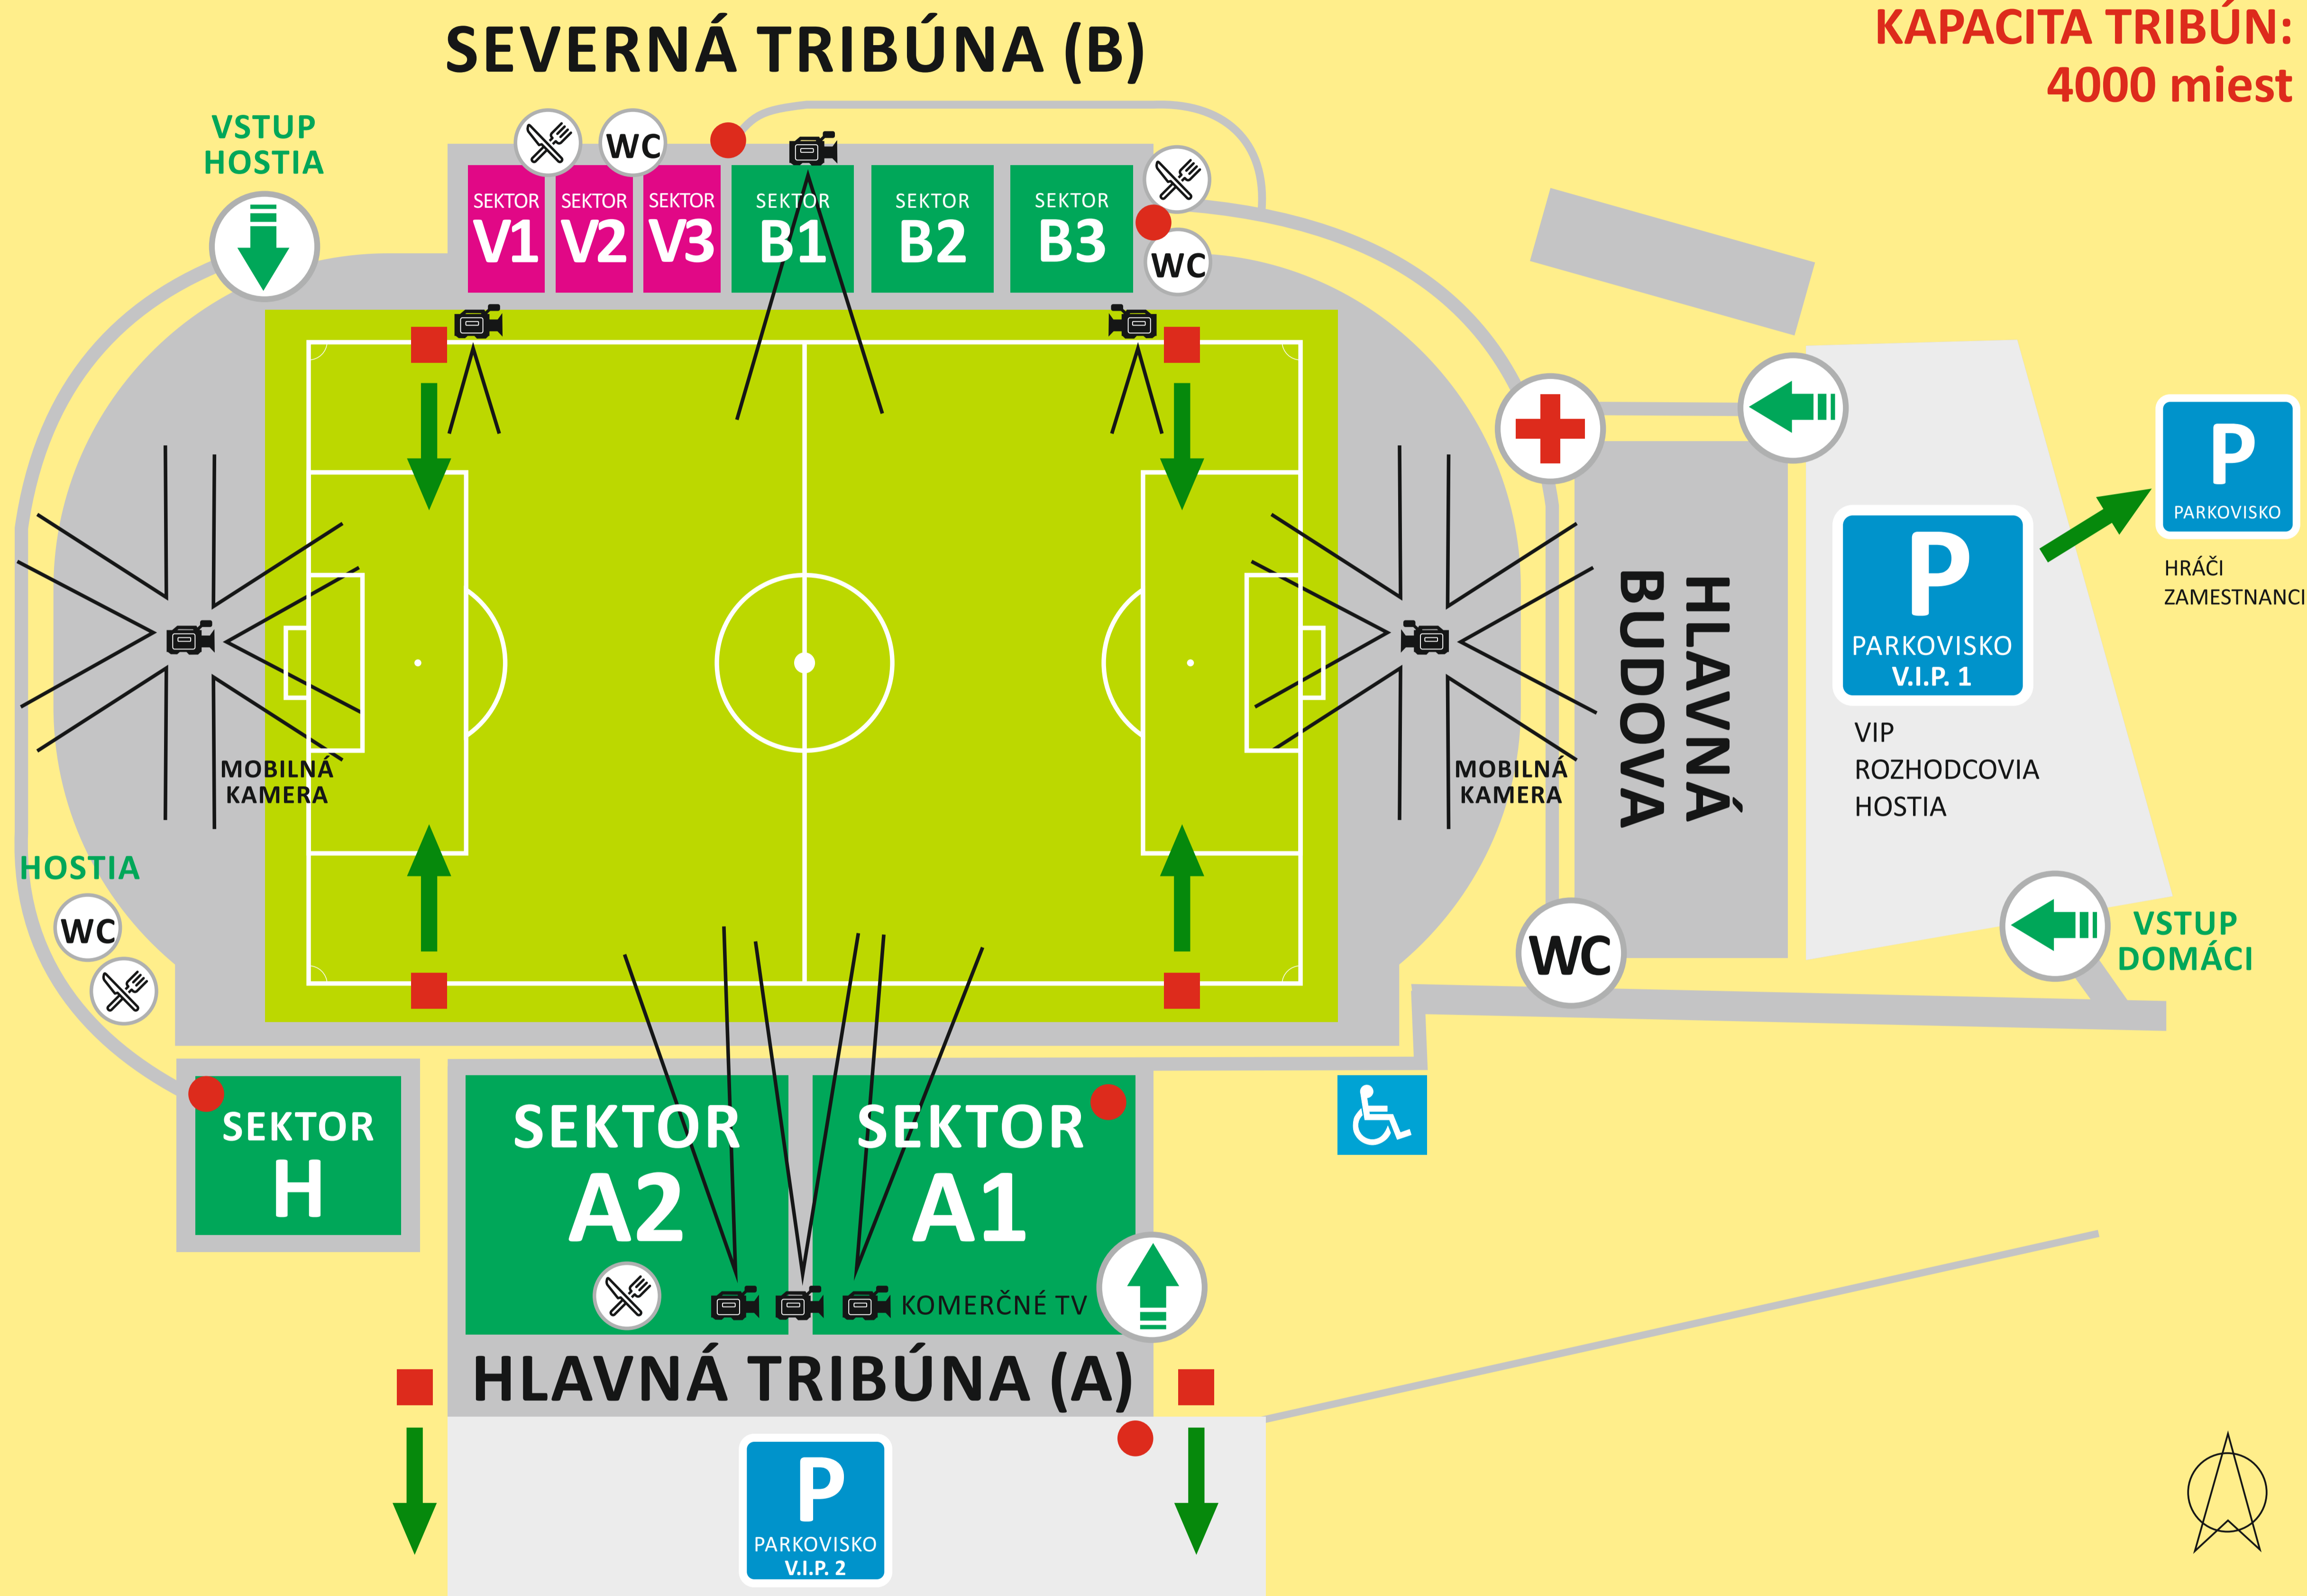 SEVERNÁ TRIBÚNA (B)
KAPACITA TRIBÚN:
4000 miest
VSTUP
HOSTIA
WC
SEKTOR
V1
SEKTOR
V2
SEKTOR
V3
SEKTOR
B1
SEKTOR
B2
SEKTOR
B3
WC
P
PARKOVISKO
HRÁČI
ZAMESTNANCI
P
PARKOVISKO
V.I.P. 1
VIP
ROZHODCOVIA
HOSTIA
HLAVNÁ
BUDOVA
MOBILNÁ
KAMERA
MOBILNÁ
KAMERA
HOSTIA
WC
WC
VSTUP
DOMÁCI
SEKTOR
H
SEKTOR
A2
SEKTOR
A1
KOMERČNÉ TV
HLAVNÁ TRIBÚNA (A)
P
PARKOVISKO
V.I.P. 2